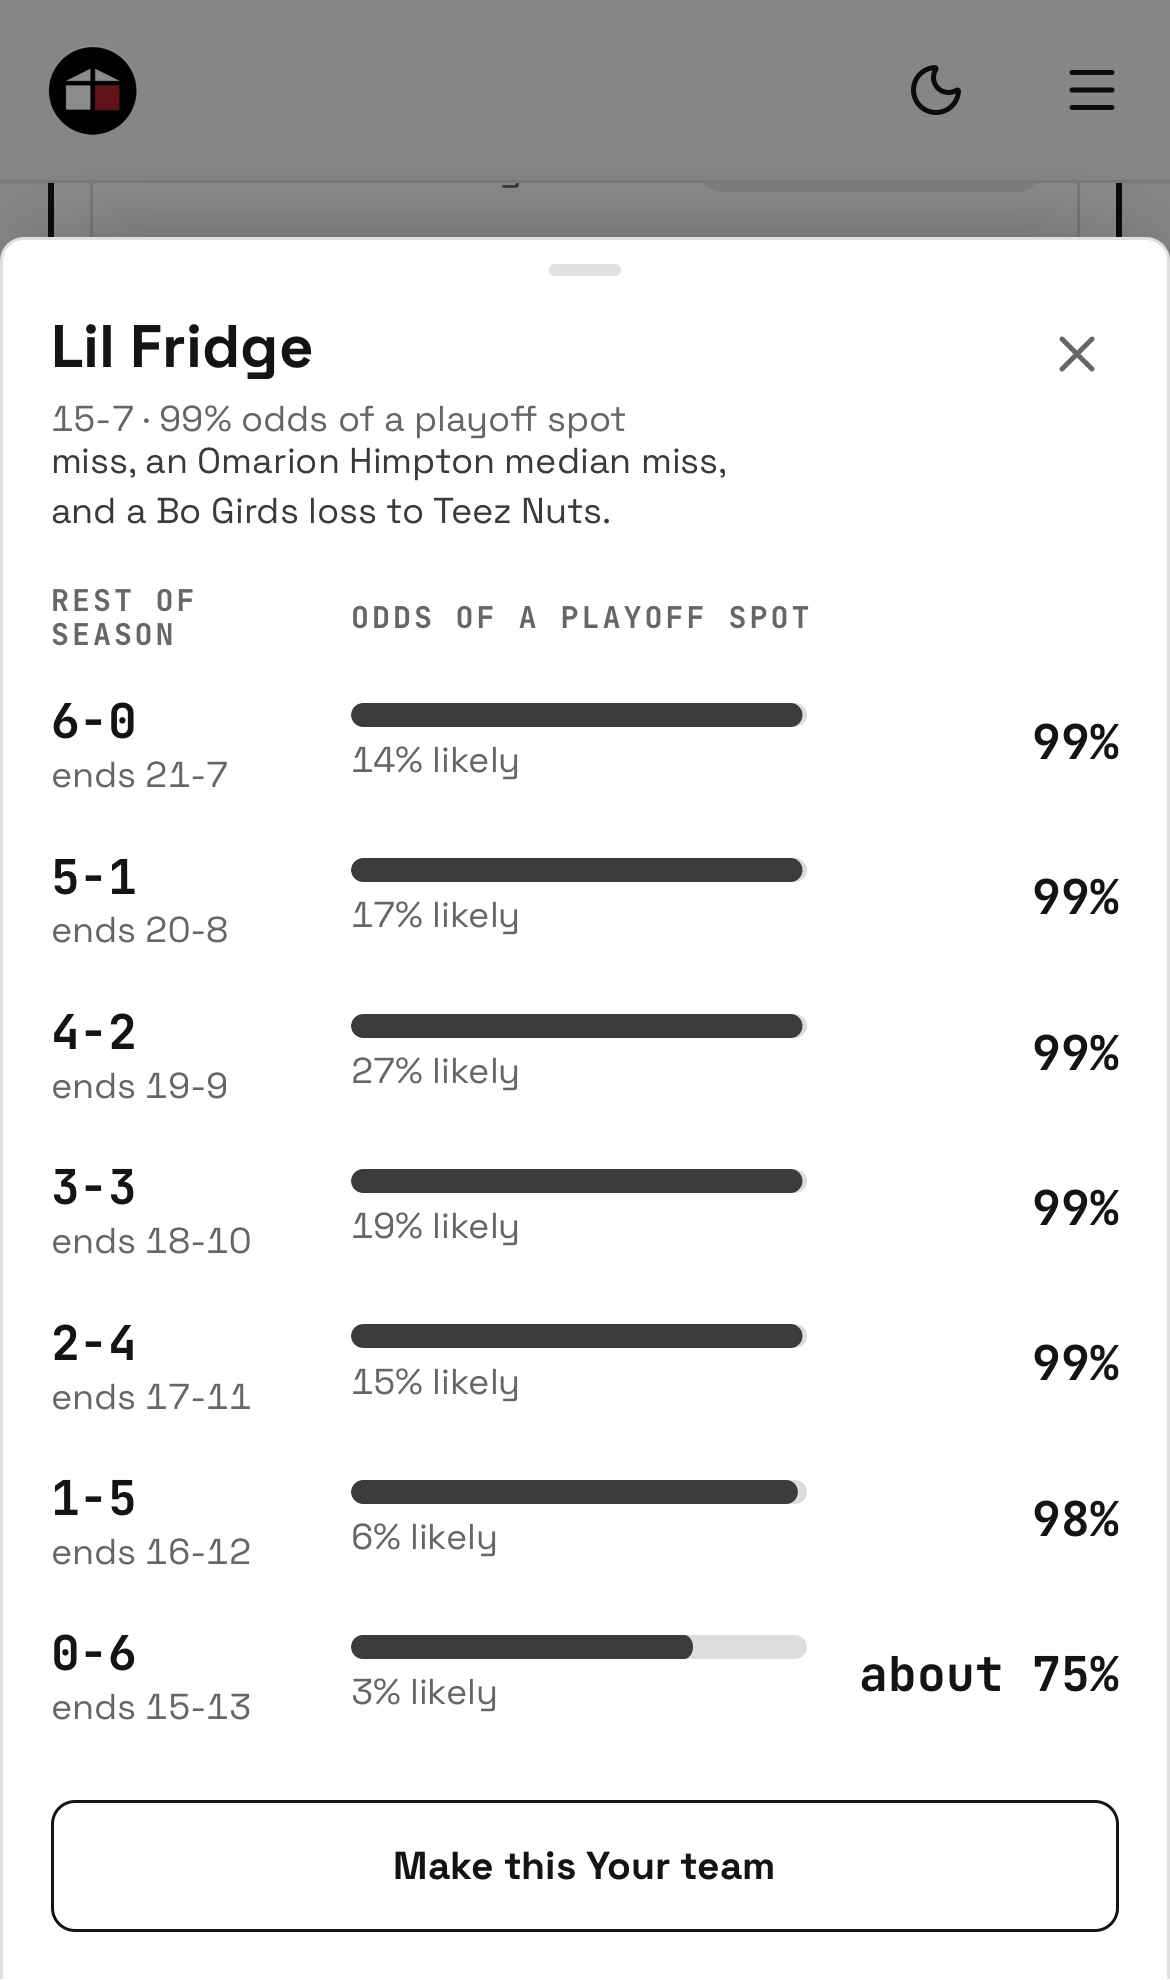 Lil Fridge
15-7 · 99% odds of a playoff spot
miss, an Omarion Himpton median miss,
and a Bo Girds loss to Teez Nuts.
REST OF
SEASON
ODDS OF A PLAYOFF SPOT
6-0
ends 21-7
14% likely
99%
5-1
ends 20-8
17% likely
99%
4-2
ends 19-9
27% likely
99%
3-3
ends 18-10
19% likely
99%
2-4
ends 17-11
15% likely
99%
1-5
ends 16-12
6% likely
98%
0-6
ends 15-13
3% likely
about 75%
Make this Your team